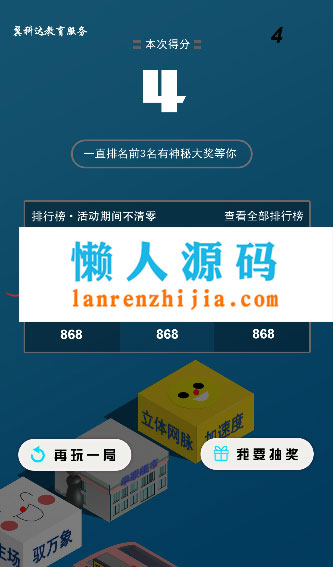 翼科达教育服务
4
本次得分
4
一直排名前3名有神秘大奖等你
排行榜·活动期间不清零
查看全部排行榜
懒人源码
lanrenzhijia.com
868
868
868
立体网脉
加速度
再玩一局
我要抽奖
生场
驭万象